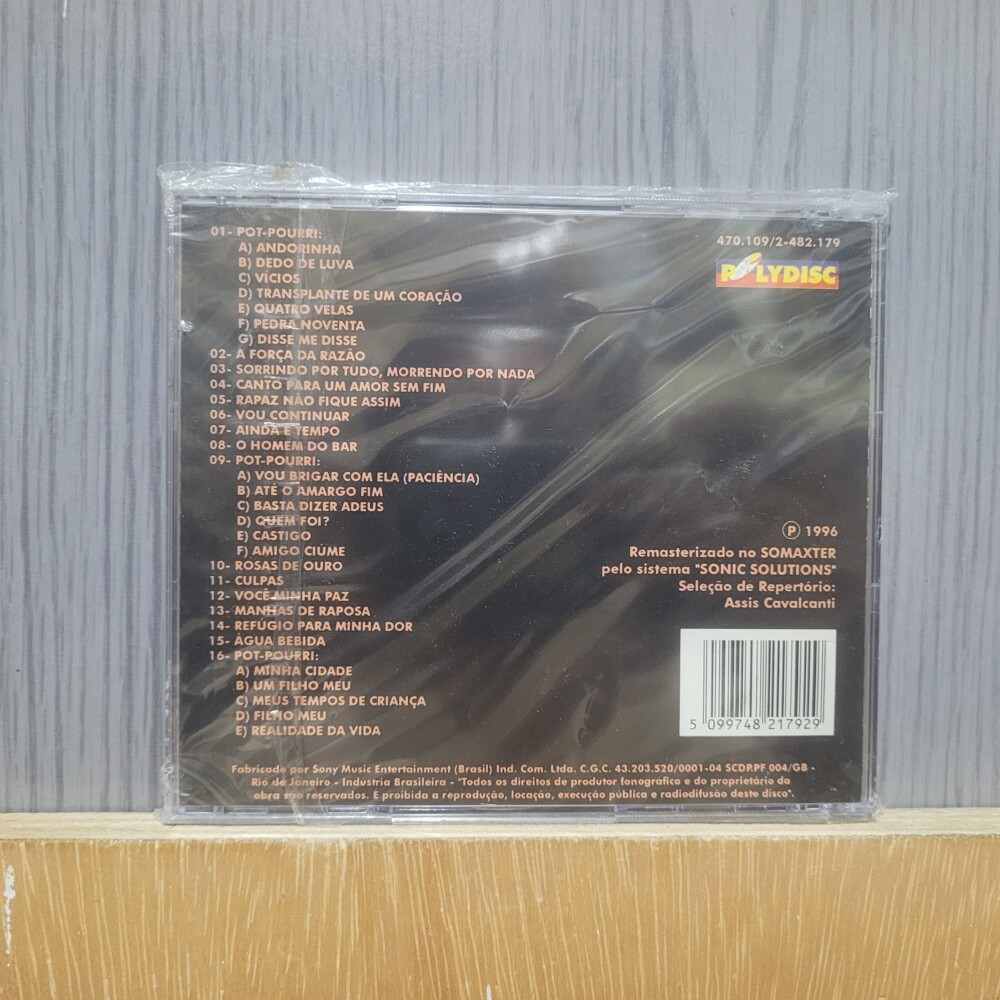 01- POT-POURRI:
A) ANDORINHA
B) DEDO DE LUVA
C) VÍCIOS
D) TRANSPLANTE DE UM CORAÇÃO
E) QUATRO VELAS
F) PEDRA NOVENTA
G) DISSE ME DISSE
02- A FORÇA DA RAZÃO
03- SORRINDO POR TUDO, MORRENDO POR NADA
04- CANTO PARA UM AMOR SEM FIM
05- RAPAZ NÃO FIQUE ASSIM
06- VOU CONTINUAR
07- AINDA É TEMPO
08- O HOMEM DO BAR
09- POT-POURRI:
A) VOU BRIGAR COM ELA (PACIÊNCIA)
B) ATÉ O AMARGO FIM
C) BASTA DIZER ADEUS
D) QUEM FOI?
E) CASTIGO
F) AMIGO CIÚME
10- ROSAS DE OURO
11- CULPAS
12- VOCÊ MINHA PAZ
13- MANHAS DE RAPOSA
14- REFÚGIO PARA MINHA DOR
15- ÁGUA BEBIDA
16- POT-POURRI:
A) MINHA CIDADE
B) UM FILHO MEU
C) MEUS TEMPOS DE CRIANÇA
D) FILHO MEU
E) REALIDADE DA VIDA
470.109/2-482.179
POLYDISC
Ⓟ 1996
Remasterizado no SOMAXTER
pelo sistema "SONIC SOLUTIONS"
Seleção de Repertório:
Assis Cavalcanti
5 099748 217929
Fabricado por Sony Music Entertainment (Brasil) Ind. Com. Ltda. C.G.C. 43.203.520/0001-04 SCDP.PF 004/GB -
Rio de Janeiro - Indústria Brasileira - "Todos os direitos de produtor fonográfico e do proprietário da
obra são reservados. É proibida a reprodução, locação, execução pública e radiodifusão deste disco".